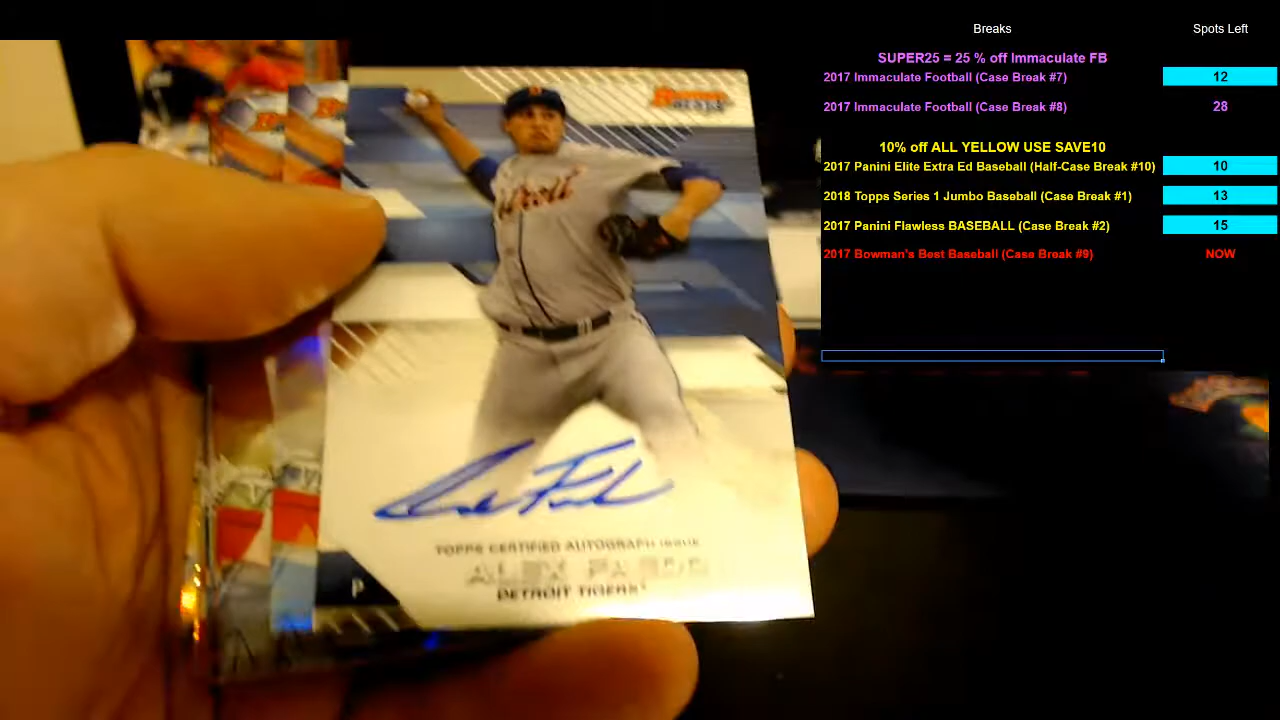 Breaks Spots Left
SUPER25 = 25 % off Immaculate FB
2017 Immaculate Football (Case Break #7) 12
2017 Immaculate Football (Case Break #8) 28
10% off ALL YELLOW USE SAVE10
2017 Panini Elite Extra Ed Baseball (Half-Case Break #10) 10
2018 Topps Series 1 Jumbo Baseball (Case Break #1) 13
2017 Panini Flawless BASEBALL (Case Break #2) 15
2017 Bowman's Best Baseball (Case Break #9) NOW
Detroit
TOPPS CERTIFIED AUTOGRAPH ISSUE
ALEX
P
DETROIT TIGERS